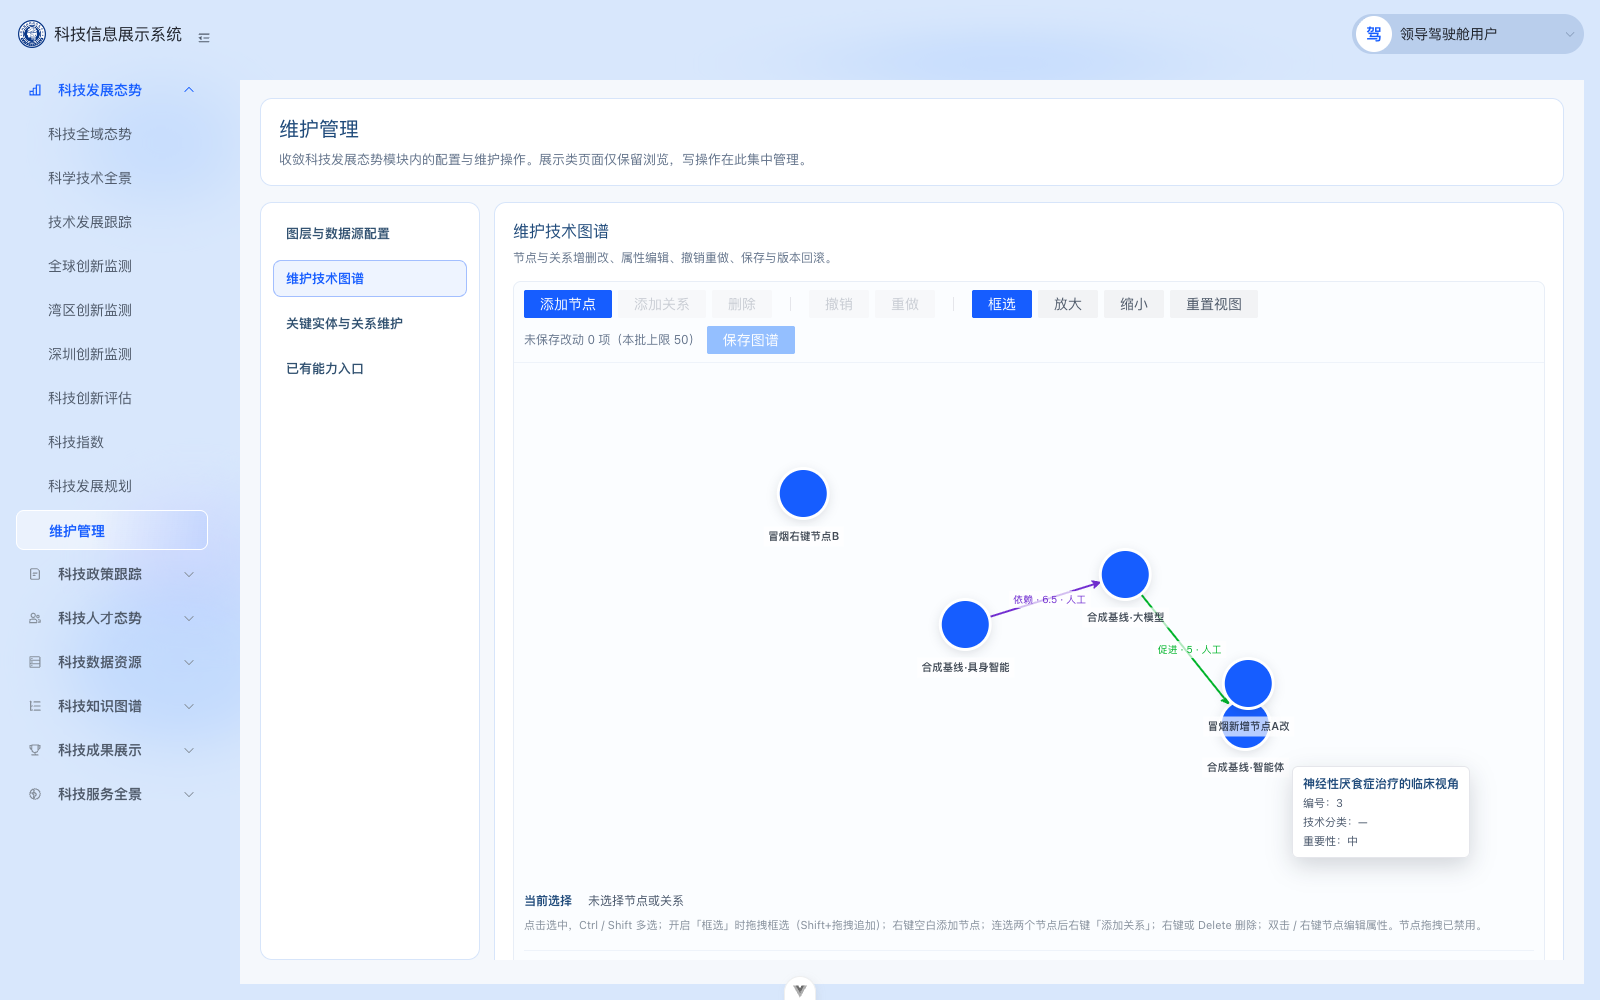 科技信息展示系统
驾 领导驾驶舱用户
科技发展态势
科技全域态势
科学技术全景
技术发展跟踪
全球创新监测
湾区创新监测
深圳创新监测
科技创新评估
科技指数
科技发展规划
维护管理
科技政策跟踪
科技人才态势
科技数据资源
科技知识图谱
科技成果展示
科技服务全景
维护管理
收敛科技发展态势模块内的配置与维护操作。展示类页面仅保留浏览，写操作在此集中管理。
图层与数据源配置
维护技术图谱
关键实体与关系维护
已有能力入口
维护技术图谱
节点与关系增删改、属性编辑、撤销重做、保存与版本回滚。
添加节点 添加关系 删除 撤销 重做 框选 放大 缩小 重置视图
未保存改动 0 项（本批上限 50） 保存图谱
冒烟右键节点B
依赖 · 6.5 · 人工
合成基线-大模型
合成基线-具身智能
促进 · 5 · 人工
冒烟新增节点A改
合成基线-智能体
神经性厌食症治疗的临床视角
编号：3
技术分类：—
重要性：中
当前选择 未选择节点或关系
点击选中，Ctrl / Shift 多选；开启「框选」时拖拽框选（Shift+拖拽追加）；右键空白添加节点；连选两个节点后右键「添加关系」；右键或 Delete 删除；双击 / 右键节点编辑属性。节点拖拽已禁用。